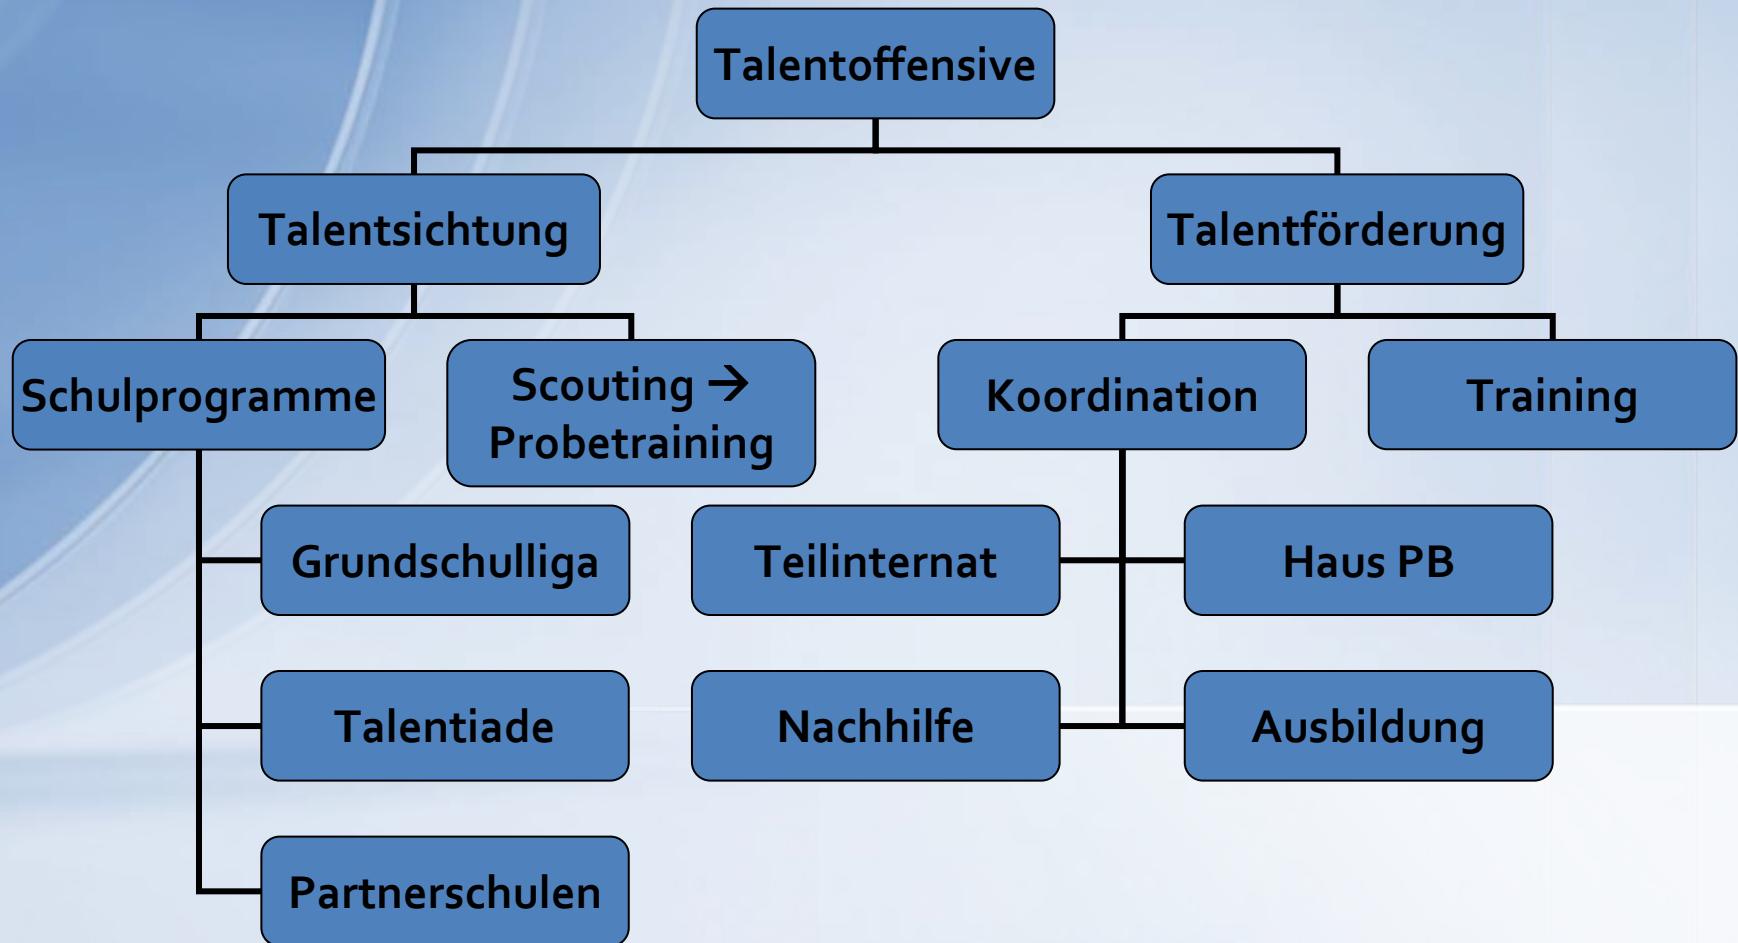 Talentoffensive
Talentsichtung
Talentförderung
Schulprogramme
Scouting →
Probetraining
Koordination
Training
Grundschulliga
Teilinternat
Haus PB
Talentiade
Nachhilfe
Ausbildung
Partnerschulen